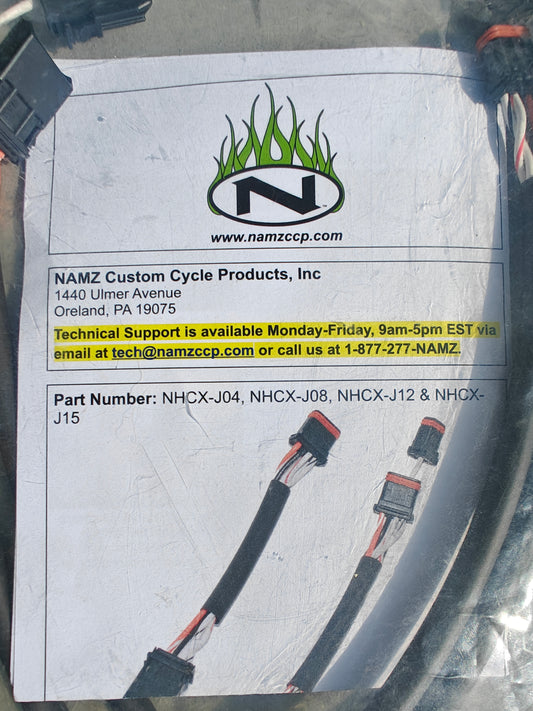 N
TM
www.namzccp.com
NAMZ Custom Cycle Products, Inc
1440 Ulmer Avenue
Oreland, PA 19075
Technical Support is available Monday-Friday, 9am-5pm EST via
email at tech@namzccp.com or call us at 1-877-277-NAMZ.
Part Number: NHCX-J04, NHCX-J08, NHCX-J12 & NHCX-
J15